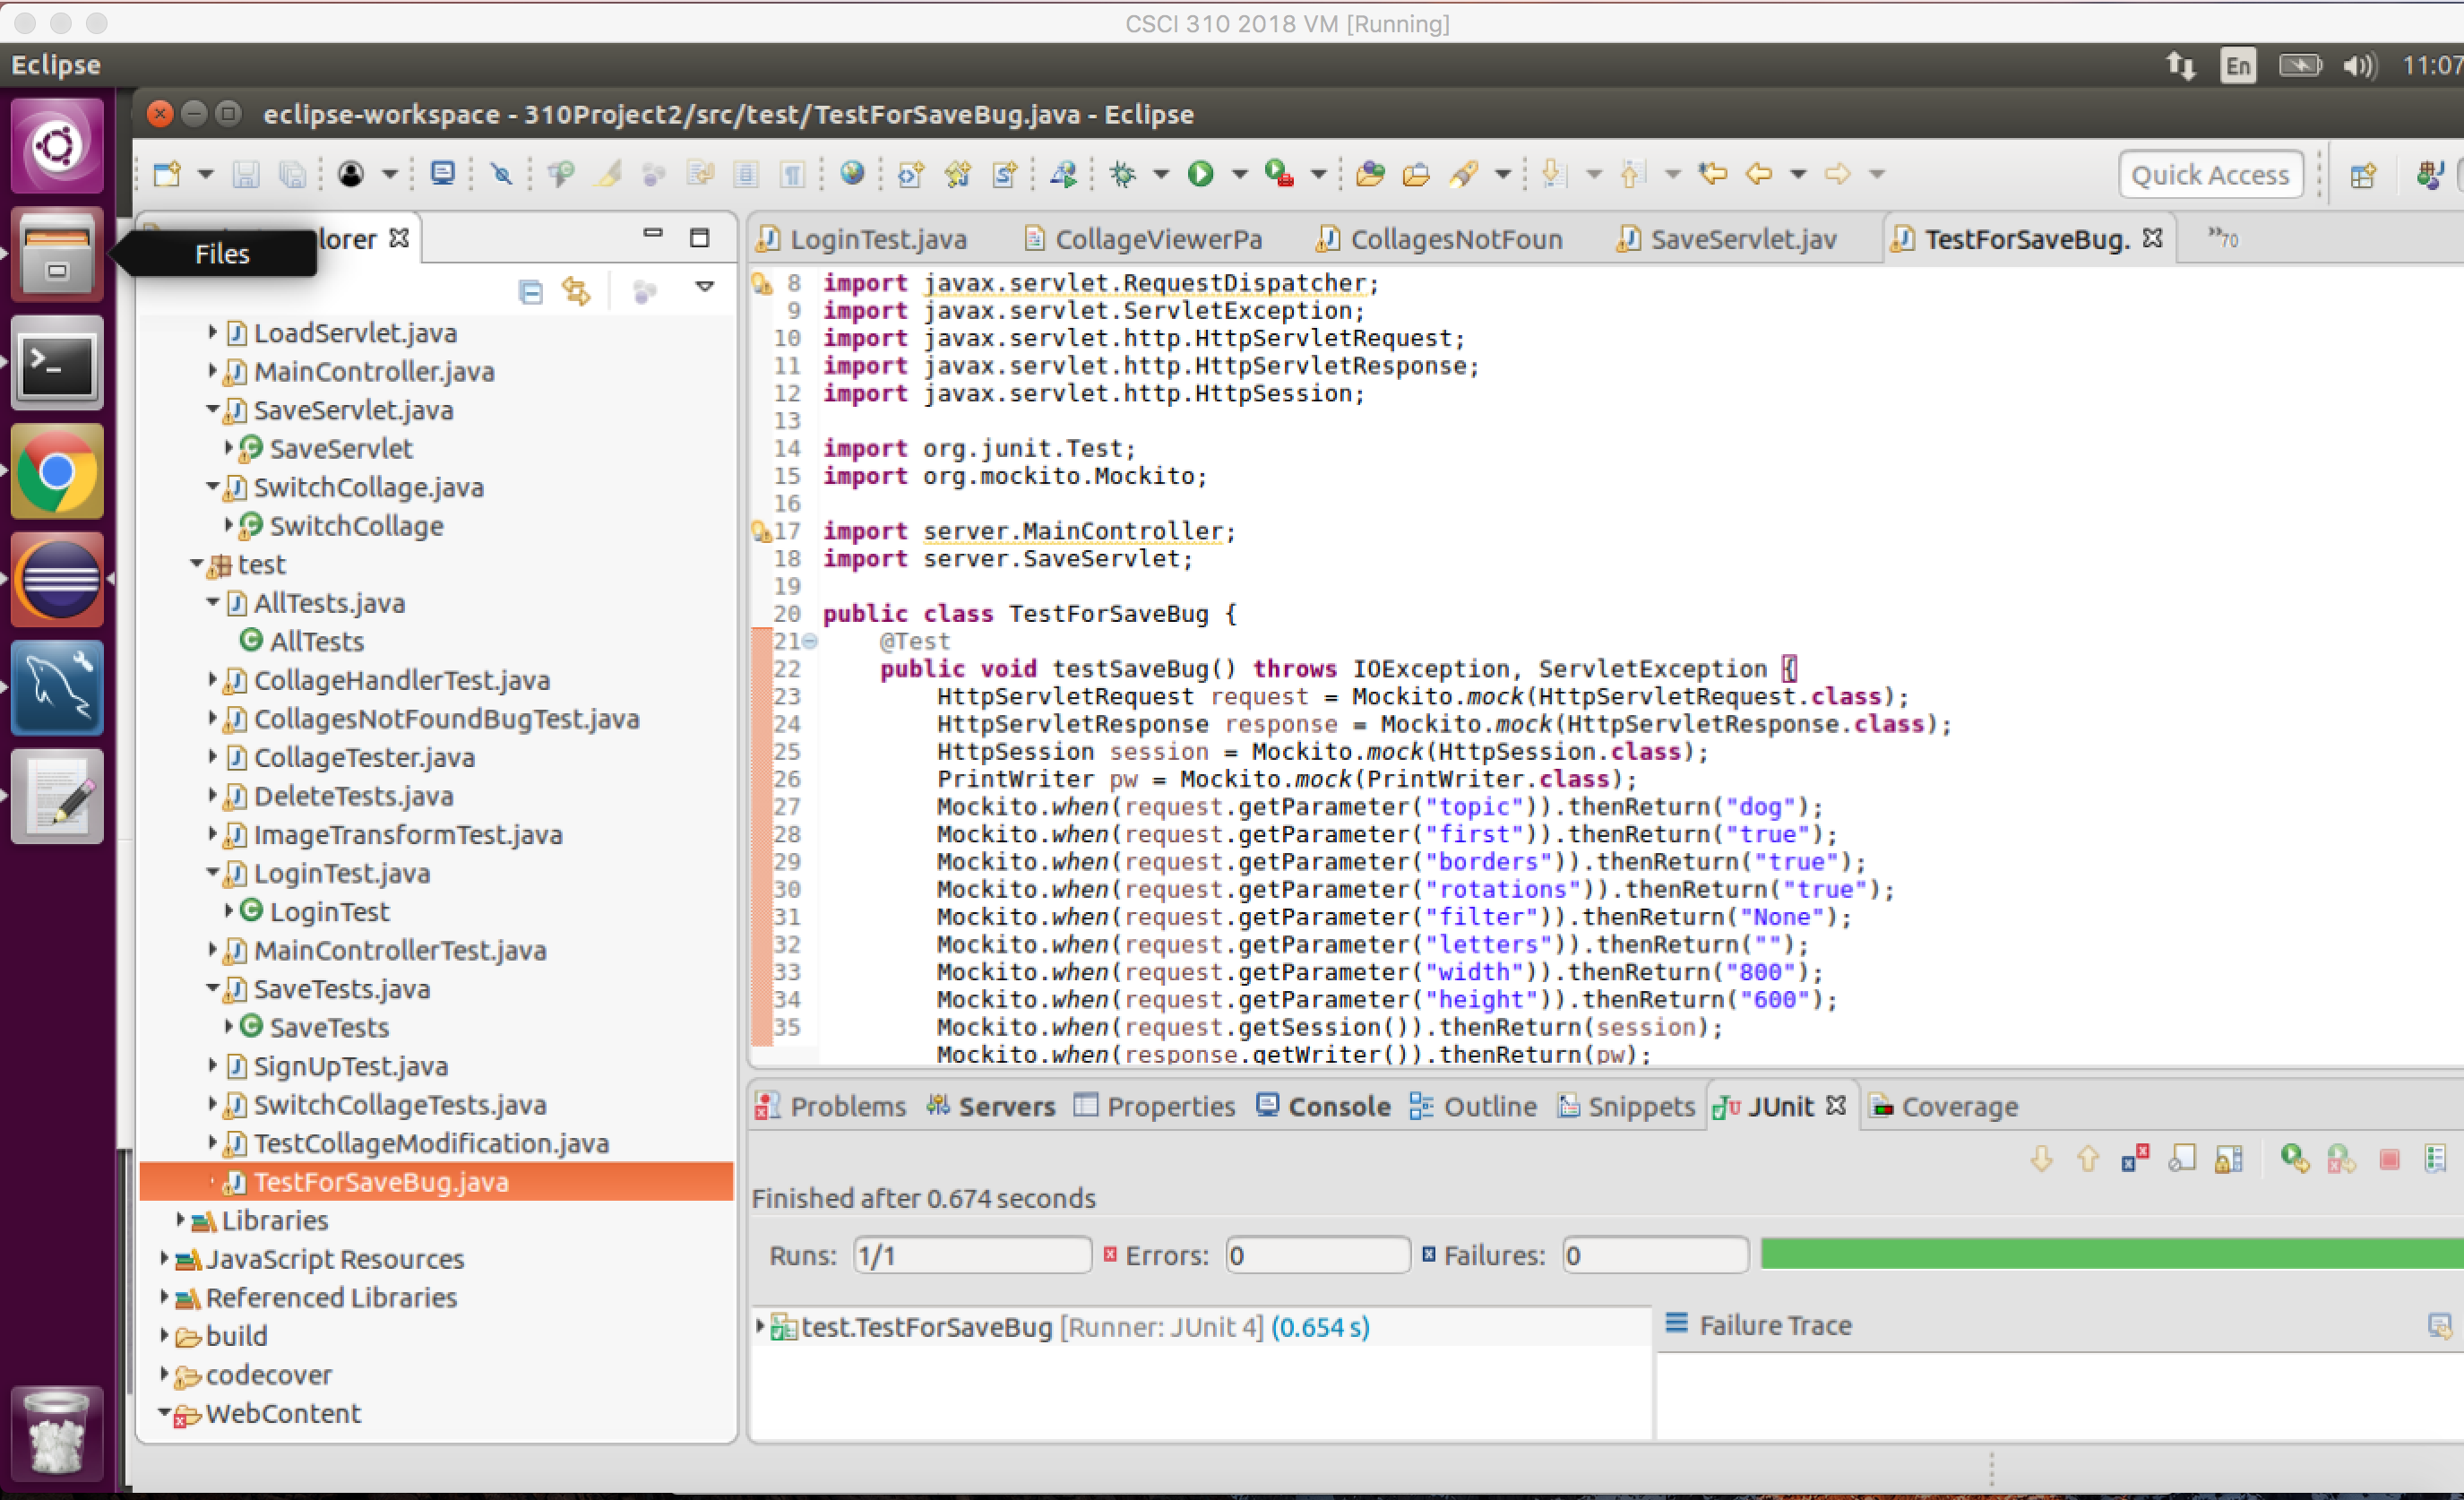 CSCI 310 2018 VM [Running]
Eclipse
En
11:07
eclipse-workspace - 310Project2/src/test/TestForSaveBug.java - Eclipse
Quick Access
Files
lorer
LoadServlet.java
MainController.java
SaveServlet.java
SaveServlet
SwitchCollage.java
SwitchCollage
test
AllTests.java
AllTests
CollageHandlerTest.java
CollagesNotFoundBugTest.java
CollageTester.java
DeleteTests.java
ImageTransformTest.java
LoginTest.java
LoginTest
MainControllerTest.java
SaveTests.java
SaveTests
SignUpTest.java
SwitchCollageTests.java
TestCollageModification.java
TestForSaveBug.java
Libraries
JavaScript Resources
Referenced Libraries
build
codecover
WebContent
LoginTest.java CollageViewerPa CollagesNotFoun SaveServlet.jav TestForSaveBug. »70
8 import javax.servlet.RequestDispatcher;
9 import javax.servlet.ServletException;
10 import javax.servlet.http.HttpServletRequest;
11 import javax.servlet.http.HttpServletResponse;
12 import javax.servlet.http.HttpSession;
13
14 import org.junit.Test;
15 import org.mockito.Mockito;
16
17 import server.MainController;
18 import server.SaveServlet;
19
20 public class TestForSaveBug {
21 @Test
22 public void testSaveBug() throws IOException, ServletException {
23 HttpServletRequest request = Mockito.mock(HttpServletRequest.class);
24 HttpServletResponse response = Mockito.mock(HttpServletResponse.class);
25 HttpSession session = Mockito.mock(HttpSession.class);
26 PrintWriter pw = Mockito.mock(PrintWriter.class);
27 Mockito.when(request.getParameter("topic")).thenReturn("dog");
28 Mockito.when(request.getParameter("first")).thenReturn("true");
29 Mockito.when(request.getParameter("borders")).thenReturn("true");
30 Mockito.when(request.getParameter("rotations")).thenReturn("true");
31 Mockito.when(request.getParameter("filter")).thenReturn("None");
32 Mockito.when(request.getParameter("letters")).thenReturn("");
33 Mockito.when(request.getParameter("width")).thenReturn("800");
34 Mockito.when(request.getParameter("height")).thenReturn("600");
35 Mockito.when(request.getSession()).thenReturn(session);
Mockito.when(response.getWriter()).thenReturn(pw);
Problems Servers Properties Console Outline Snippets JUnit Coverage
Finished after 0.674 seconds
Runs: 1/1 Errors: 0 Failures: 0
test.TestForSaveBug [Runner: JUnit 4] (0.654 s)
Failure Trace